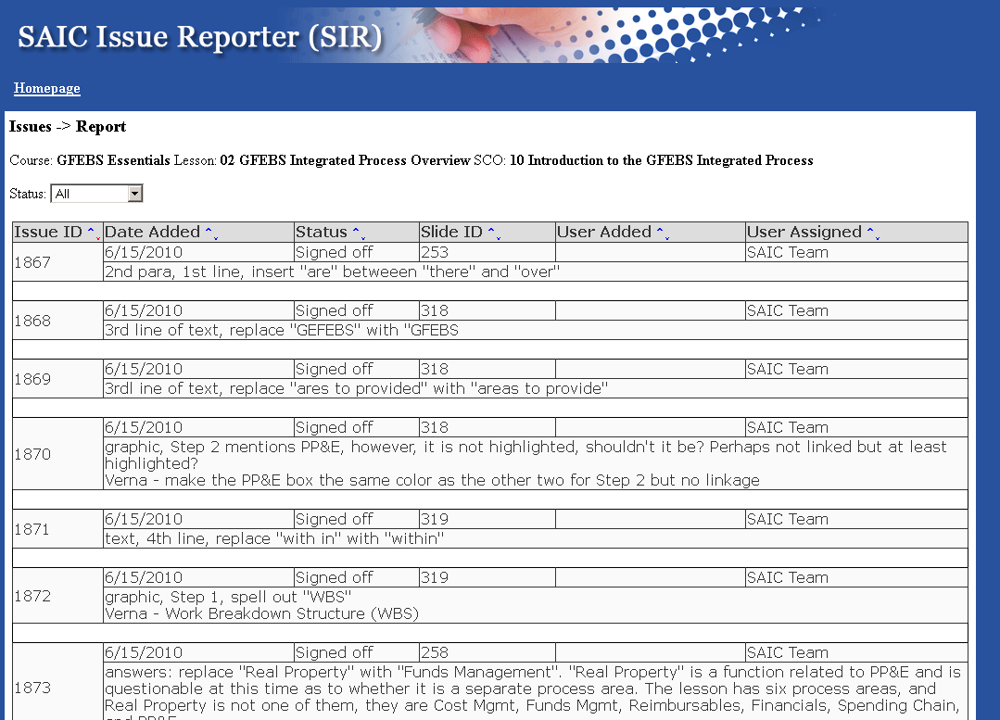 SAIC Issue Reporter (SIR)
Homepage
Issues -> Report
Course: GFEBS Essentials Lesson: 02 GFEBS Integrated Process Overview SCO: 10 Introduction to the GFEBS Integrated Process
Status: All
Issue ID Date Added Status Slide ID User Added User Assigned
1867 6/15/2010 Signed off 253 SAIC Team
2nd para, 1st line, insert "are" betweeen "there" and "over"
1868 6/15/2010 Signed off 318 SAIC Team
3rd line of text, replace "GEFEBS" with "GFEBS
1869 6/15/2010 Signed off 318 SAIC Team
3rdl line of text, replace "ares to provided" with "areas to provide"
1870 6/15/2010 Signed off 318 SAIC Team
graphic, Step 2 mentions PP&E, however, it is not highlighted, shouldn't it be? Perhaps not linked but at least
highlighted?
Verna - make the PP&E box the same color as the other two for Step 2 but no linkage
1871 6/15/2010 Signed off 319 SAIC Team
text, 4th line, replace "with in" with "within"
1872 6/15/2010 Signed off 319 SAIC Team
graphic, Step 1, spell out "WBS"
Verna - Work Breakdown Structure (WBS)
1873 6/15/2010 Signed off 258 SAIC Team
answers: replace "Real Property" with "Funds Management". "Real Property" is a function related to PP&E and is
questionable at this time as to whether it is a separate process area. The lesson has six process areas, and
Real Property is not one of them, they are Cost Mgmt, Funds Mgmt, Reimbursables, Financials, Spending Chain,
and PP&E